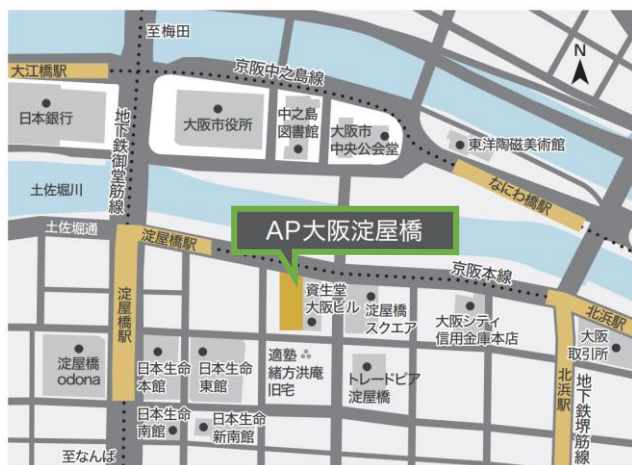 至梅田
N
大江橋駅
京阪中之島線
日本銀行
地下鉄御堂筋線
大阪市役所
中之島
図書館
大阪市
中央公会堂
東洋陶磁美術館
なにわ橋駅
土佐堀川
土佐堀通
淀屋橋駅
AP大阪淀屋橋
京阪本線
淀屋橋駅
資生堂
大阪ビル
淀屋橋
スクエア
大阪シティ
信用金庫本店
北浜駅
大阪
取引所
淀屋橋
odona
日本生命
本館
日本生命
東館
適塾
緒方洪庵
旧宅
トレードピア
淀屋橋
北浜駅
地下鉄堺筋線
日本生命
南館
日本生命
新南館
至なんば